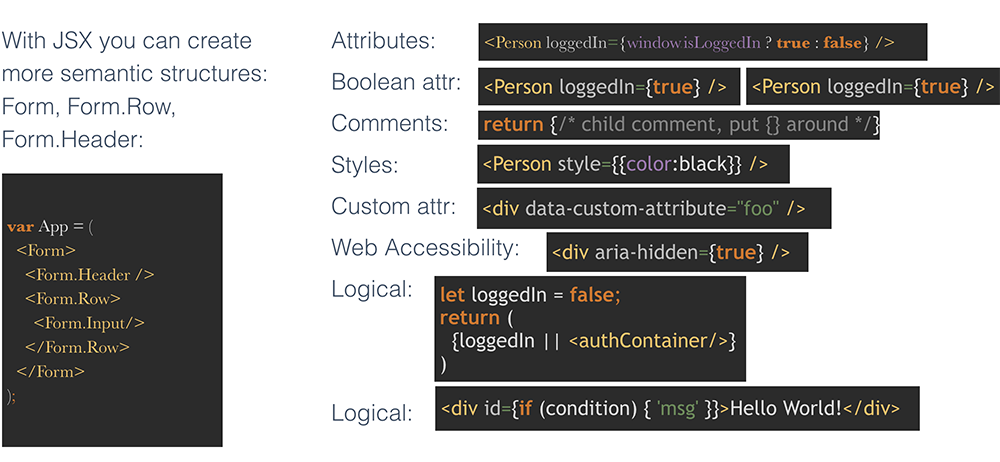 With JSX you can create
more semantic structures:
Form, Form.Row,
Form.Header:
var App = (
<Form>
<Form.Header />
<Form.Row>
<Form.Input/>
</Form.Row>
</Form>
);
Attributes: <Person loggedIn={windowisLoggedIn ? true : false} />
Boolean attr: <Person loggedIn={true} /> <Person loggedIn={true} />
Comments: return {/* child comment, put {} around */}
Styles: <Person style={{color:black}} />
Custom attr: <div data-custom-attribute="foo" />
Web Accessibility: <div aria-hidden={true} />
Logical: let loggedIn = false;
return (
{loggedIn || <authContainer/>}
)
Logical: <div id={if (condition) { 'msg' }}>Hello World!</div>